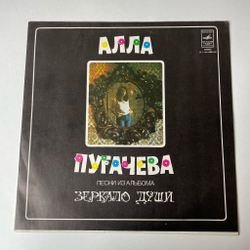 АЛЛА
ПУГАЧЕВА
ПЕСНИ ИЗ АЛЬБОМА
ЗЕРКАЛО ДУШИ